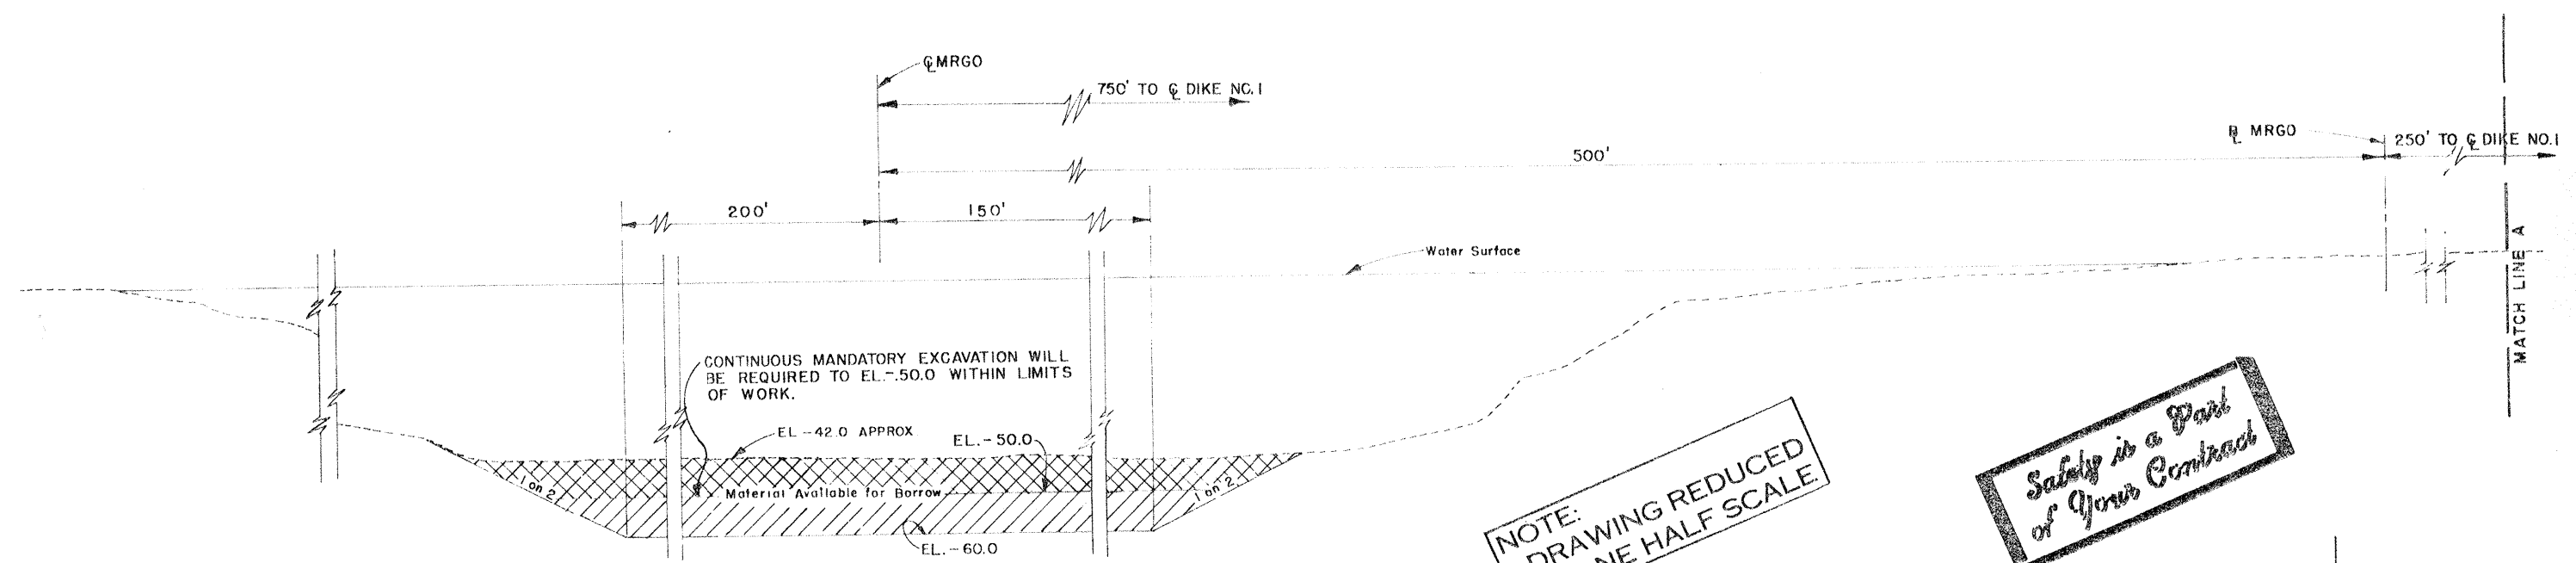 ℄ MRGO
750' TO ℄ DIKE NO. 1
℞ MRGO
250' TO ℄ DIKE NO. 1
500'
200'
150'
Water Surface
MATCH LINE A
CONTINUOUS MANDATORY EXCAVATION WILL
BE REQUIRED TO EL.-.50.0 WITHIN LIMITS
OF WORK.
EL -42.0 APPROX
EL.-50.0
1 on 2
Material Available for Borrow
1 on 2
EL.-60.0
NOTE:
DRAWING REDUCED
NE HALF SCALE
Safety is a Part
of Your Contract